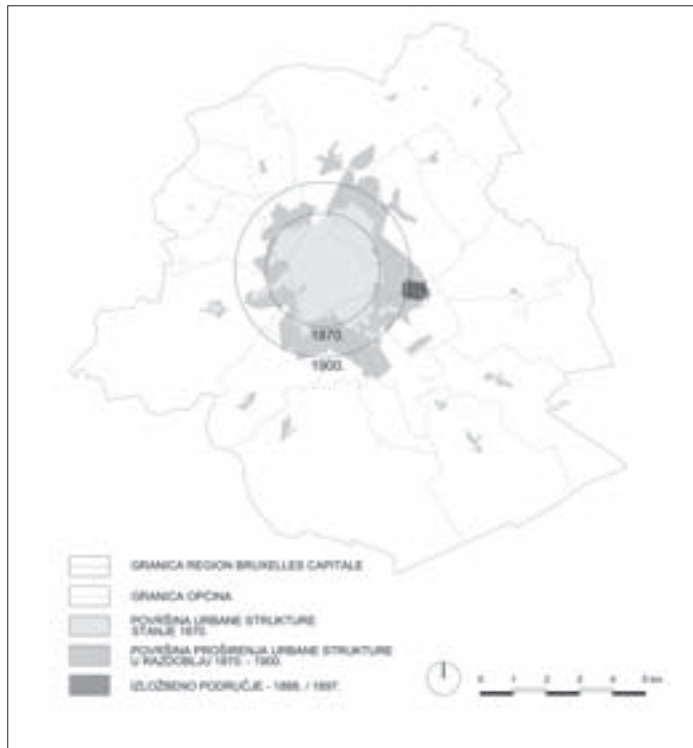 1870.
1900.
GRANICA REGION BRUXELLES CAPITALE
GRANICA OPĆINA
POVRŠINA URBANE STRUKTURE
STANJE 1870.
POVRŠINA PROŠIRENJA URBANE STRUKTURE
U RAZDOBLJU 1870. - 1900.
IZLOŽBENO PODRUČJE - 1888. / 1897.
0 1 2 3 4 5 km